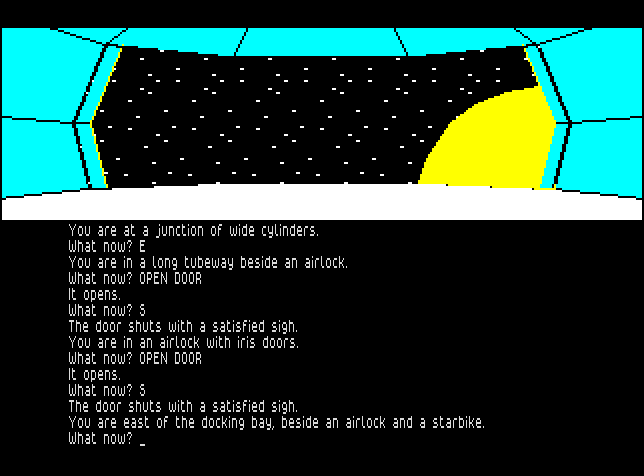 You are at a junction of wide cylinders.
What now? E
You are in a long tubeway beside an airlock.
What now? OPEN DOOR
It opens.
What now? S
The door shuts with a satisfied sigh.
You are in an airlock with iris doors.
What now? OPEN DOOR
It opens.
What now? S
The door shuts with a satisfied sigh.
You are east of the docking bay, beside an airlock and a starbike.
What now? _